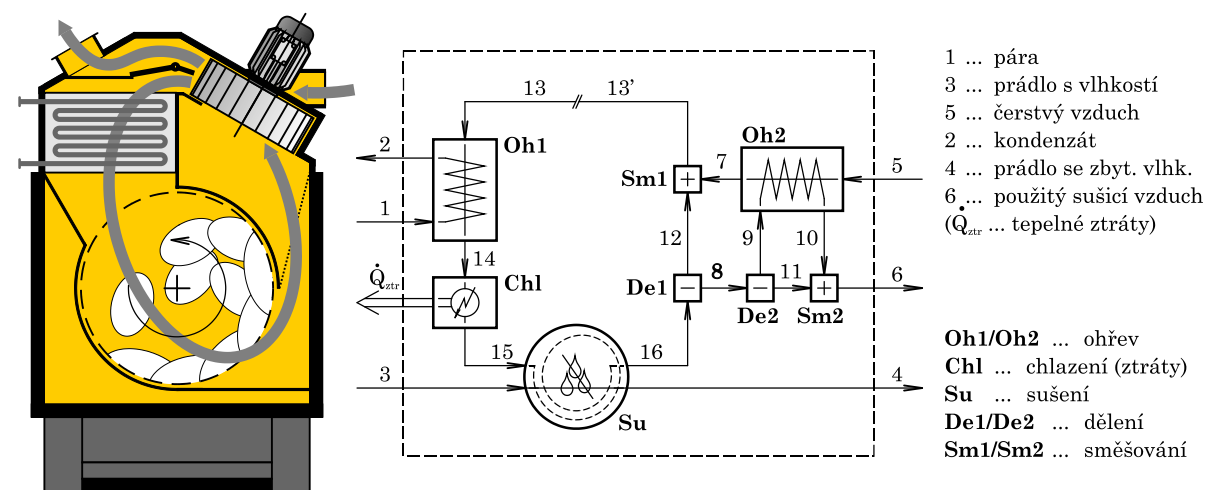 13
13'
2
Oh1
Oh2
7
5
Sm1
1
12
9
10
14
Q̇ztr
Chl
De1
8
11
6
De2
Sm2
15
16
3
4
Su
1 ... pára
3 ... prádlo s vlhkostí
5 ... čerstvý vzduch
2 ... kondenzát
4 ... prádlo se zbyt. vlhk.
6 ... použitý sušicí vzduch
(Q̇ztr ... tepelné ztráty)
Oh1/Oh2 ... ohřev
Chl ... chlazení (ztráty)
Su ... sušení
De1/De2 ... dělení
Sm1/Sm2 ... směšování